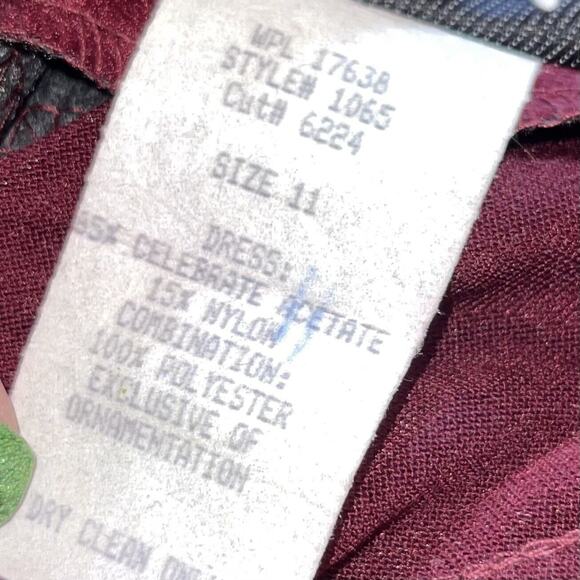 WPL 17638
STYLE# 1065
Cut# 6224
SIZE 11
DRESS:
85% CELEBRATE ACETATE
15% NYLON
COMBINATION:
100% POLYESTER
EXCLUSIVE OF
ORNAMENTATION
DRY CLEAN ONLY